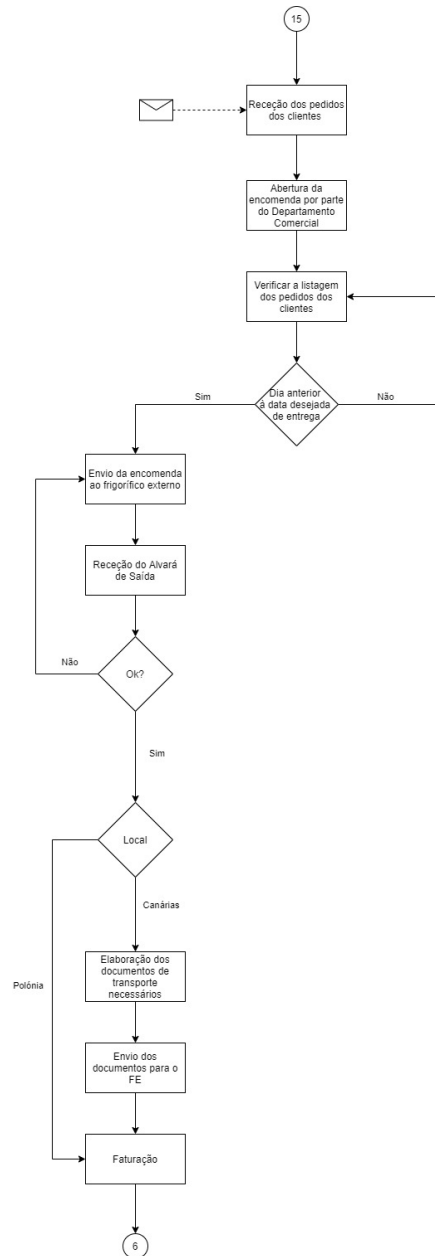 15
Receção dos pedidos
dos clientes
Abertura da
encomenda por parte
do Departamento
Comercial
Verificar a listagem
dos pedidos dos
clientes
Dia anterior
á data desejada
de entrega
Sim
Não
Envio da encomenda
ao frigorífico externo
Receção do Alvará
de Saída
Ok?
Não
Sim
Local
Canárias
Polónia
Elaboração dos
documentos de
transporte
necessários
Envio dos
documentos para o
FE
Faturação
6